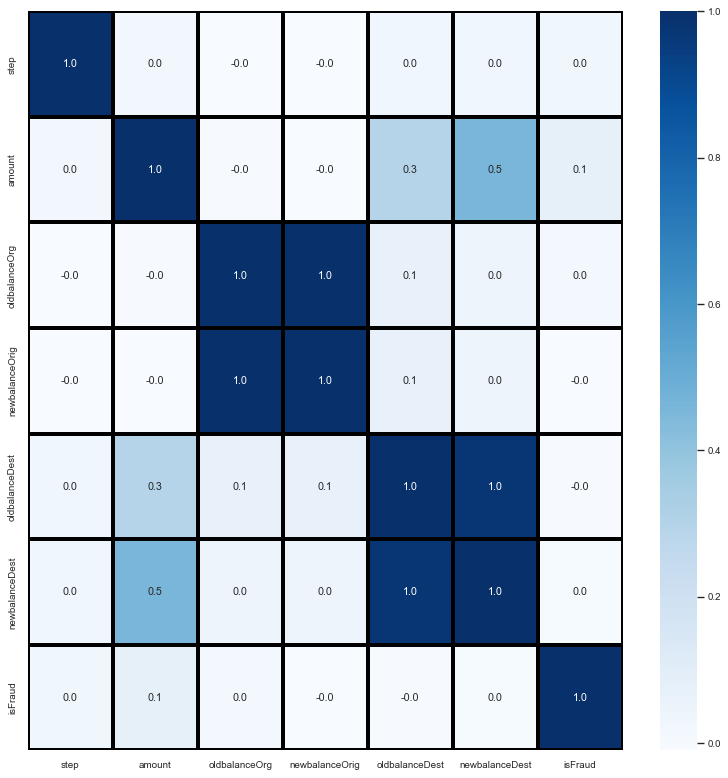 step 1.0 0.0 -0.0 -0.0 0.0 0.0 0.0
amount 0.0 1.0 -0.0 -0.0 0.3 0.5 0.1
oldbalanceOrg -0.0 -0.0 1.0 1.0 0.1 0.0 0.0
newbalanceOrig -0.0 -0.0 1.0 1.0 0.1 0.0 -0.0
oldbalanceDest 0.0 0.3 0.1 0.1 1.0 1.0 -0.0
newbalanceDest 0.0 0.5 0.0 0.0 1.0 1.0 0.0
isFraud 0.0 0.1 0.0 -0.0 -0.0 0.0 1.0
step amount oldbalanceOrg newbalanceOrig oldbalanceDest newbalanceDest isFraud
1.0
0.8
0.6
0.4
0.2
0.0